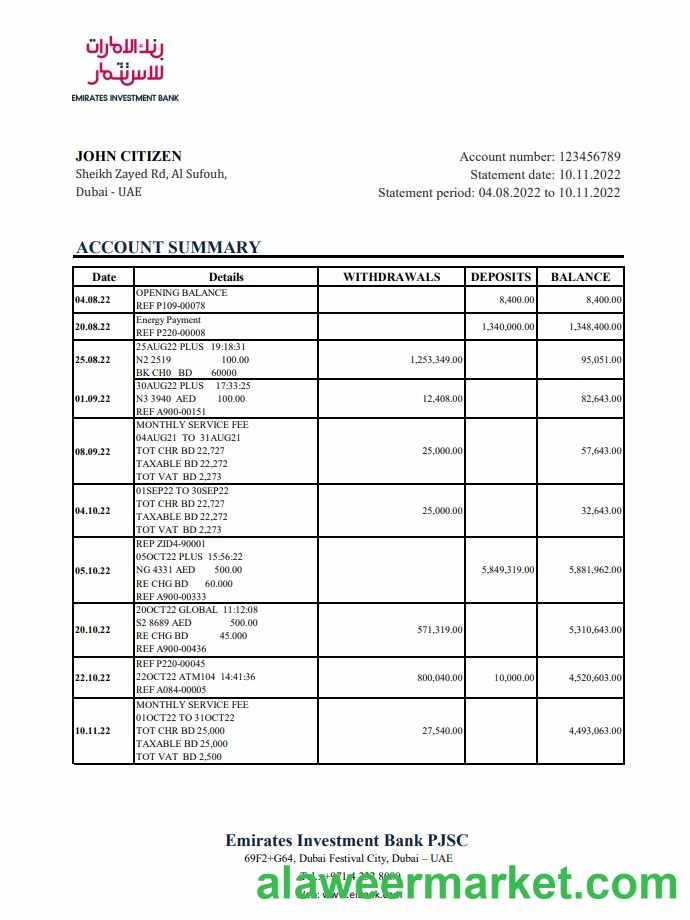 بنك الامارات
للاستثمار
EMIRATES INVESTMENT BANK
JOHN CITIZEN
Sheikh Zayed Rd, Al Sufouh,
Dubai - UAE
Account number: 123456789
Statement date: 10.11.2022
Statement period: 04.08.2022 to 10.11.2022
ACCOUNT SUMMARY
Date Details WITHDRAWALS DEPOSITS BALANCE
04.08.22 OPENING BALANCE 8,400.00 8,400.00
REF P109-00078
20.08.22 Energy Payment 1,340,000.00 1,348,400.00
REF P220-00008
25AUG22 PLUS 19:18:31
25.08.22 N2 2519 100.00 1,253,349.00 95,051.00
BK CH0 BD 60000
30AUG22 PLUS 17:33:25
01.09.22 N3 3940 AED 100.00 12,408.00 82,643.00
REF A900-00151
MONTHLY SERVICE FEE
04AUG21 TO 31AUG21
08.09.22 TOT CHR BD 22,727 25,000.00 57,643.00
TAXABLE BD 22,272
TOT VAT BD 2,273
01SEP22 TO 30SEP22
04.10.22 TOT CHR BD 22,727 25,000.00 32,643.00
TAXABLE BD 22,272
TOT VAT BD 2,273
REP ZID4-90001
05OCT22 PLUS 15:56:22
05.10.22 NG 4331 AED 500.00 5,849,319.00 5,881,962.00
RE CHG BD 60.000
REF A900-00333
20OCT22 GLOBAL 11:12:08
20.10.22 S2 8689 AED 500.00 571,319.00 5,310,643.00
RE CHG BD 45.000
REF A900-00436
REF P220-00045
22.10.22 22OCT22 ATM104 14:41:36 800,040.00 10,000.00 4,520,603.00
REF A084-00005
MONTHLY SERVICE FEE
01OCT22 TO 31OCT22
10.11.22 TOT CHR BD 25,000 27,540.00 4,493,063.00
TAXABLE BD 25,000
TOT VAT BD 2,500
Emirates Investment Bank PJSC
69F2+G64, Dubai Festival City, Dubai – UAE
alaweermarket.com